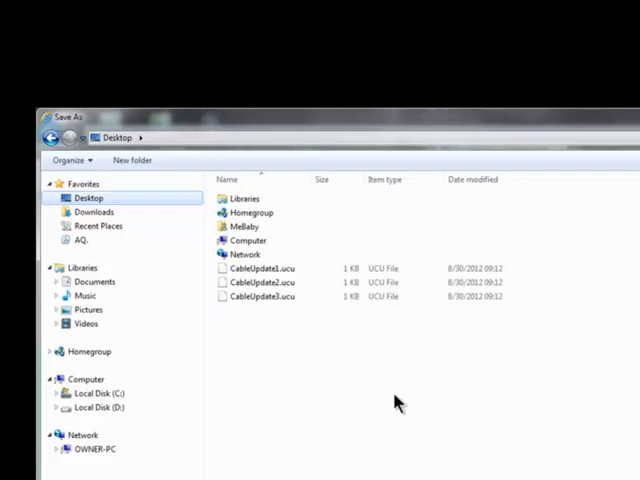 Save As
Desktop
Organize New folder
Name Size Item type Date modified
Favorites
Desktop
Downloads
Recent Places
AQ.
Libraries
Documents
Music
Pictures
Videos
Homegroup
Computer
Local Disk (C:)
Local Disk (D:)
Network
OWNER-PC
Libraries
Homegroup
MeBaby
Computer
Network
CableUpdate1.ucu 1 KB UCU File 8/30/2012 09:12
CableUpdate2.ucu 1 KB UCU File 8/30/2012 09:12
CableUpdate3.ucu 1 KB UCU File 8/30/2012 09:12